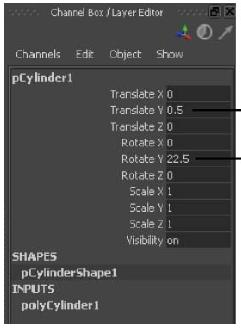 Channel Box / Layer Editor
Channels Edit Object Show
pCylinder1
Translate X 0
Translate Y 0.5
Translate Z 0
Rotate X 0
Rotate Y 22.5
Rotate Z 0
Scale X 1
Scale Y 1
Scale Z 1
Visibility on
SHAPES
pCylinderShape1
INPUTS
polyCylinder1